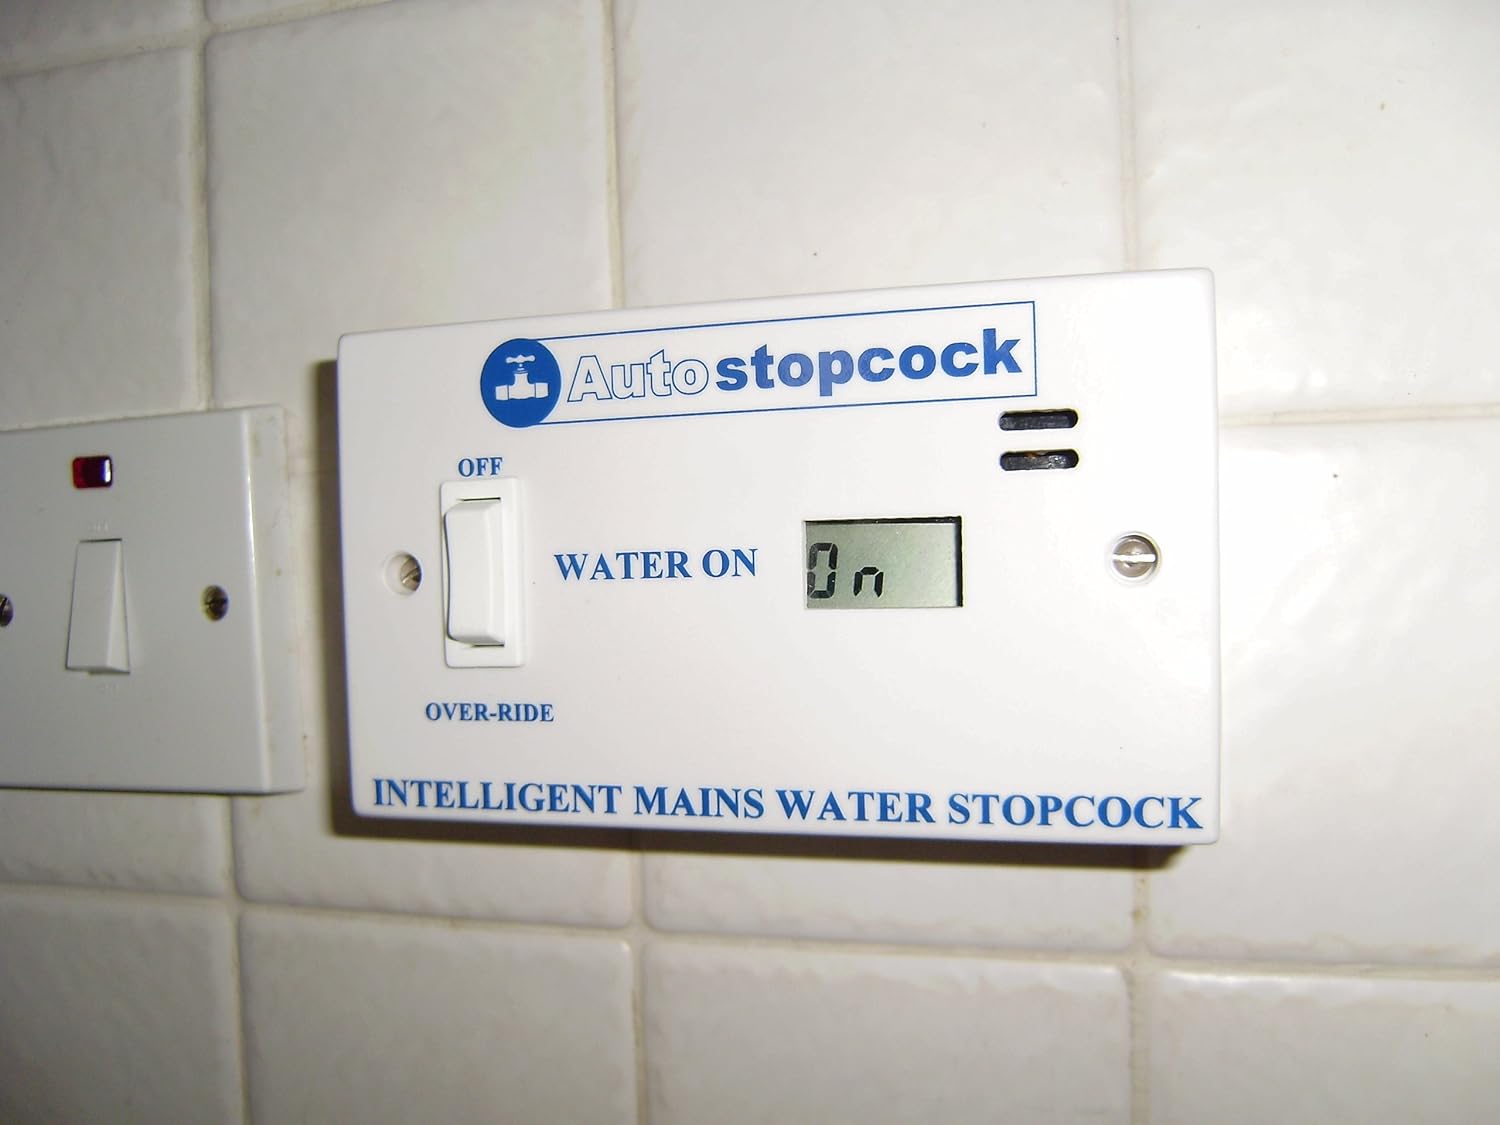 Autostopcock
OFF
WATER ON
On
OVER-RIDE
INTELLIGENT MAINS WATER STOPCOCK